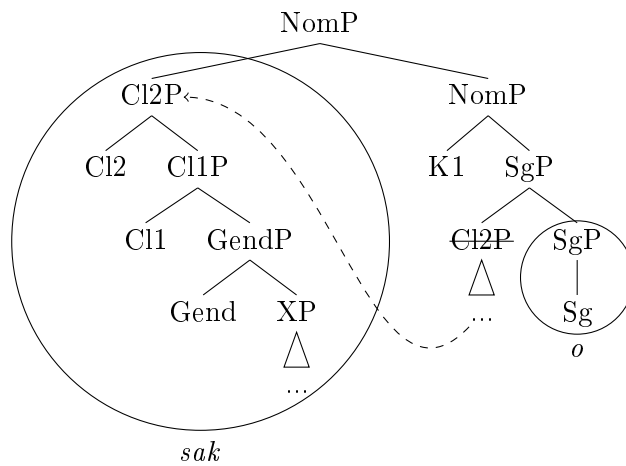 NomP
Cl2P NomP
Cl2 Cl1P K1 SgP
Cl1 GendP Cl2P SgP
Gend XP ... Sg
o
...
sak